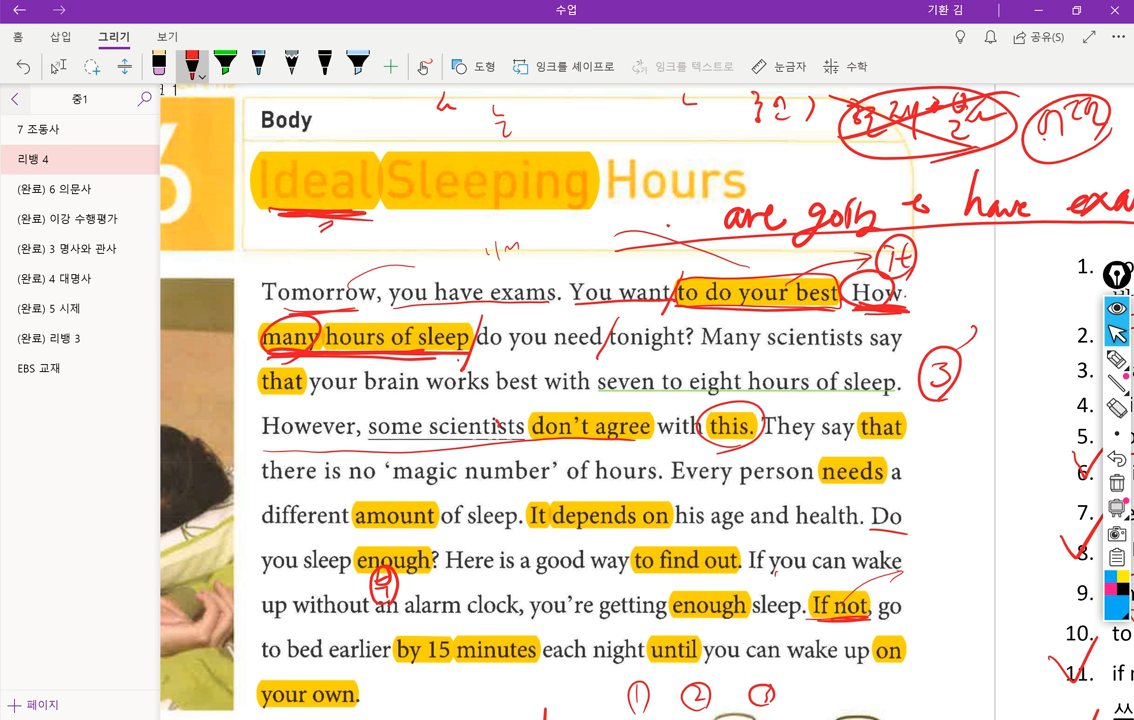 수업
기환 김
홈 삽입 그리기 보기
공유(S)
도형 잉크를 셰이프로 잉크를 텍스트로 눈금자 수학
중1
7 조동사
리뱅 4
(완료) 6 의문사
(완료) 이강 수행평가
(완료) 3 명사와 관사
(완료) 4 대명사
(완료) 5 시제
(완료) 리뱅 3
EBS 교재
페이지
Body
6
Ideal Sleeping Hours
are going to have exa
it
Tomorrow, you have exams. You want to do your best. How
many hours of sleep do you need tonight? Many scientists say
that your brain works best with seven to eight hours of sleep.
3
However, some scientists don't agree with this. They say that
there is no 'magic number' of hours. Every person needs a
different amount of sleep. It depends on his age and health. Do
you sleep enough? Here is a good way to find out. If you can wake
up without an alarm clock, you're getting enough sleep. If not, go
to bed earlier by 15 minutes each night until you can wake up on
your own.
① ②
1.
2.
3.
4.
5.
6.
7.
8.
9.
10. to
11. if